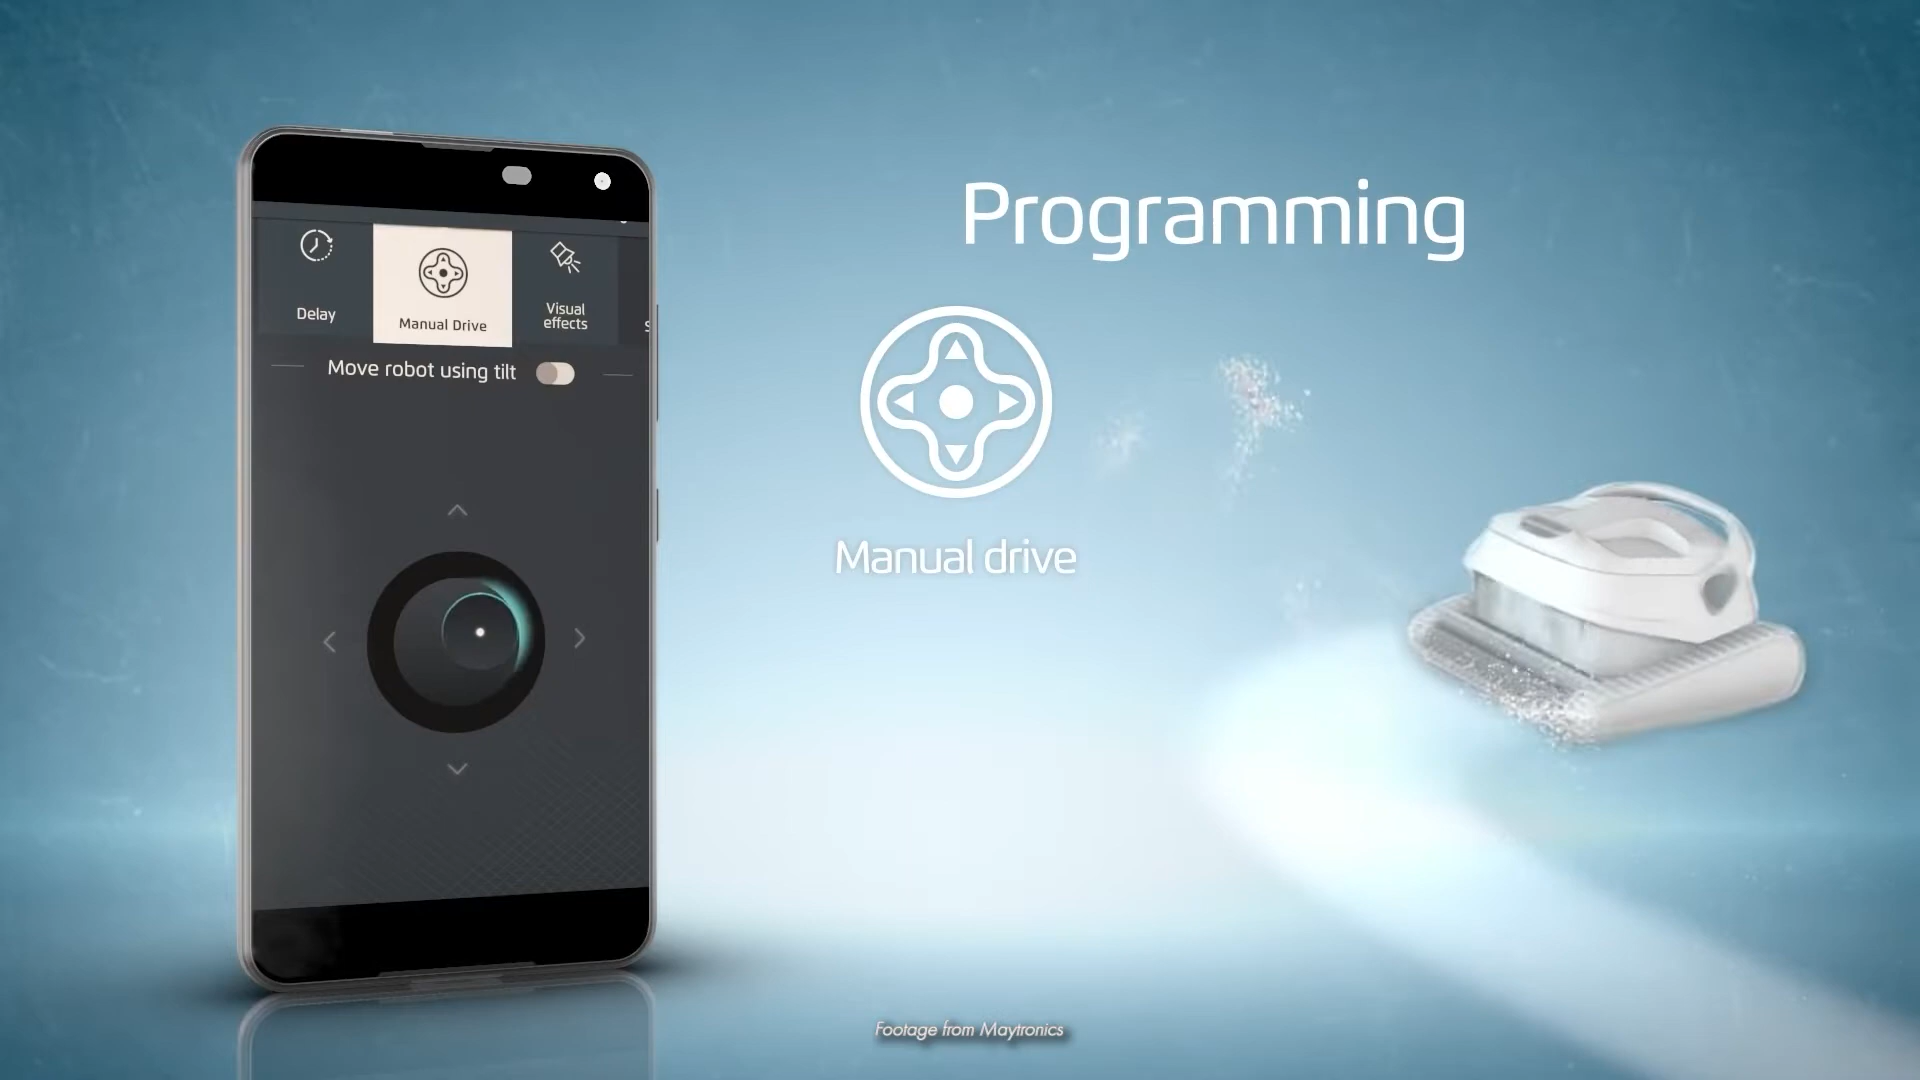 Programming
Delay
Manual Drive
Visual
effects
Move robot using tilt
Manual drive
Footage from Maytronics